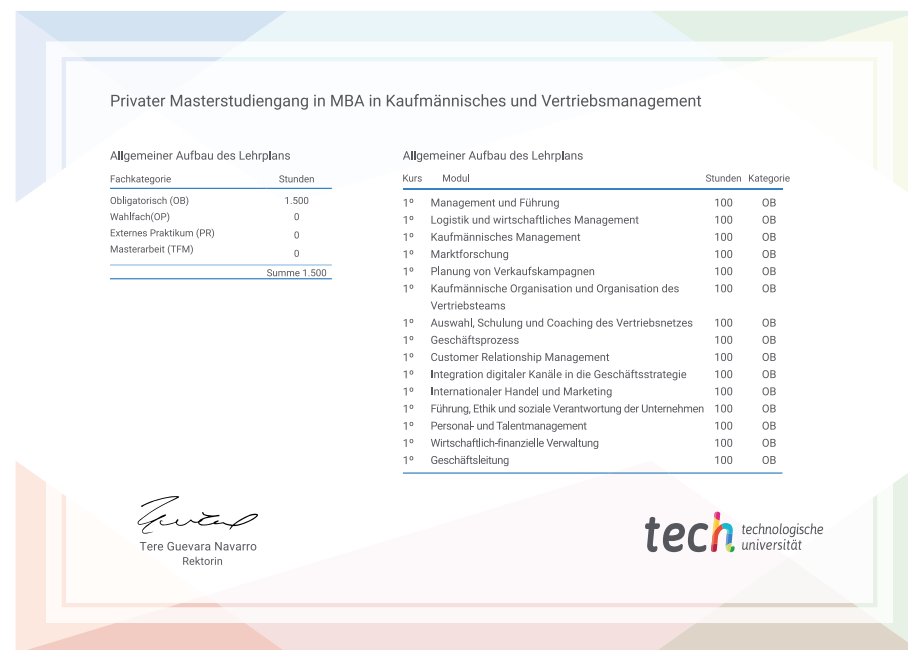 Privater Masterstudiengang in MBA in Kaufmännisches und Vertriebsmanagement
Allgemeiner Aufbau des Lehrplans
Fachkategorie Stunden
Obligatorisch (OB) 1.500
Wahlfach(OP) 0
Externes Praktikum (PR) 0
Masterarbeit (TFM) 0
Summe 1.500
Allgemeiner Aufbau des Lehrplans
Kurs Modul Stunden Kategorie
1º Management und Führung 100 OB
1º Logistik und wirtschaftliches Management 100 OB
1º Kaufmännisches Management 100 OB
1º Marktforschung 100 OB
1º Planung von Verkaufskampagnen 100 OB
1º Kaufmännische Organisation und Organisation des 100 OB
Vertriebsteams
1º Auswahl, Schulung und Coaching des Vertriebsnetzes 100 OB
1º Geschäftsprozess 100 OB
1º Customer Relationship Management 100 OB
1º Integration digitaler Kanäle in die Geschäftsstrategie 100 OB
1º Internationaler Handel und Marketing 100 OB
1º Führung, Ethik und soziale Verantwortung der Unternehmen 100 OB
1º Personal- und Talentmanagement 100 OB
1º Wirtschaftlich-finanzielle Verwaltung 100 OB
1º Geschäftsleitung 100 OB
Tere Guevara Navarro
Rektorin
tech technologische
universität